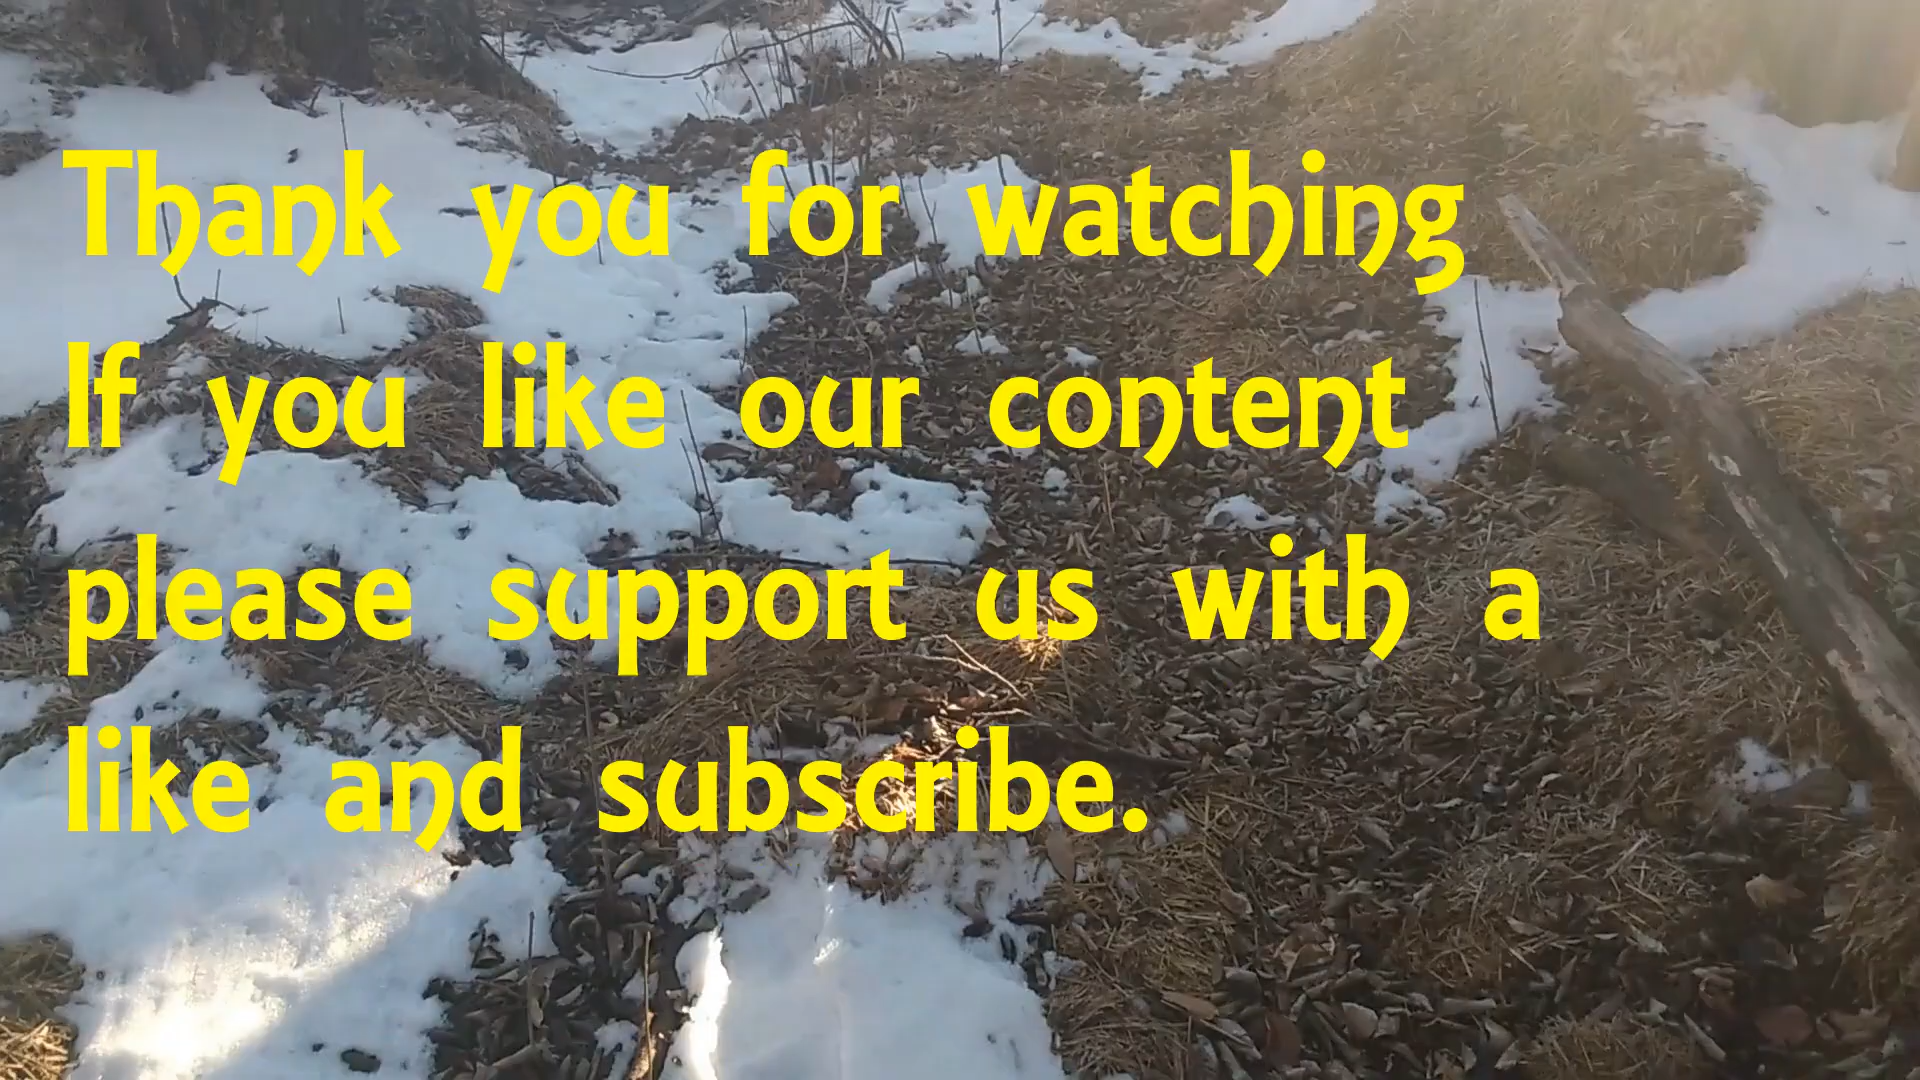 Thank you for watching
If you like our content
please support us with a
like and subscribe.